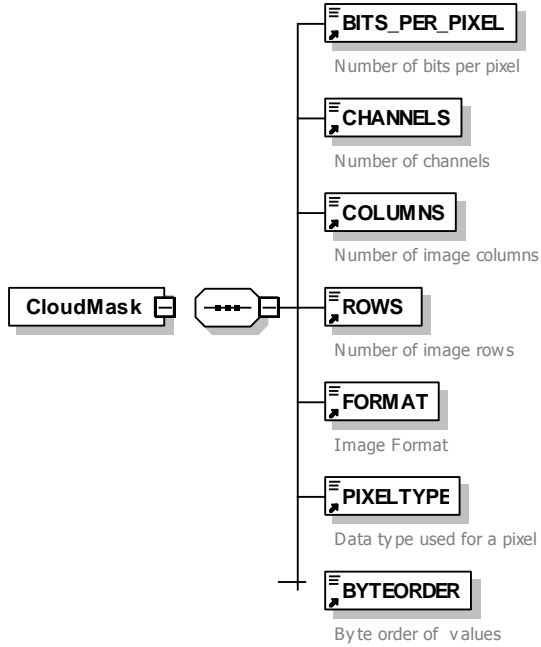 BITS_PER_PIXEL
Number of bits per pixel
CHANNELS
Number of channels
COLUMNS
Number of image columns
CloudMask
ROWS
Number of image rows
FORMAT
Image Format
PIXELTYPE
Data type used for a pixel
BYTEORDER
Byte order of values